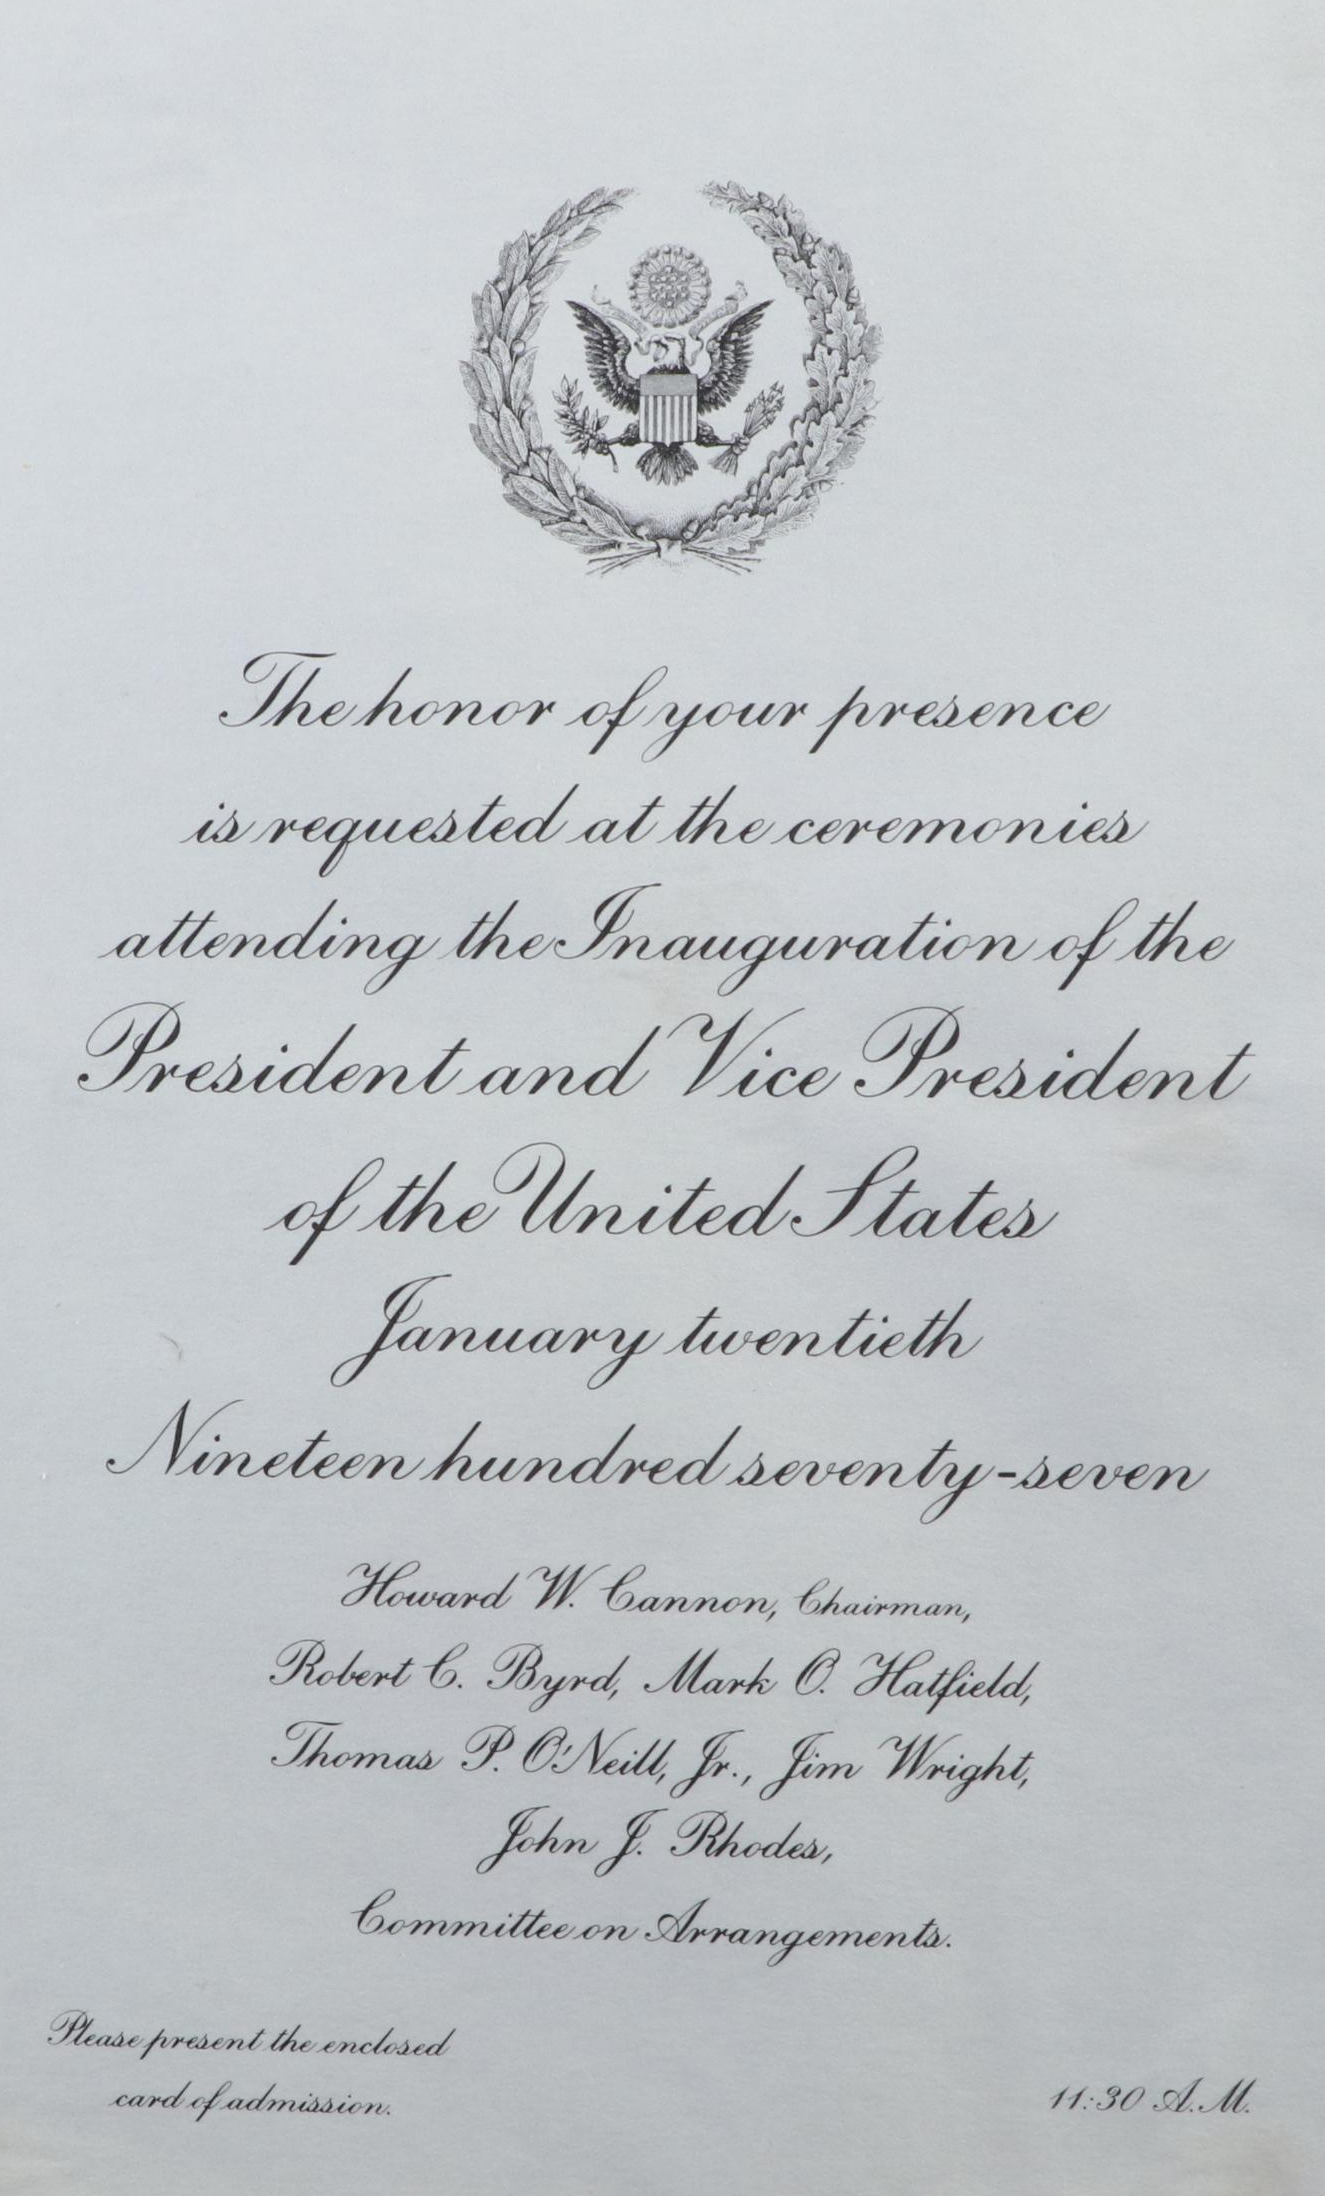 The honor of your presence
is requested at the ceremonies
attending the Inauguration of the
President and Vice President
of the United States
January twentieth
Nineteen hundred seventy-seven
Howard W. Cannon, Chairman,
Robert C. Byrd, Mark O. Hatfield,
Thomas P. O'Neill, Jr., Jim Wright,
John J. Rhodes,
Committee on Arrangements.
Please present the enclosed
card of admission.
11:30 A.M.